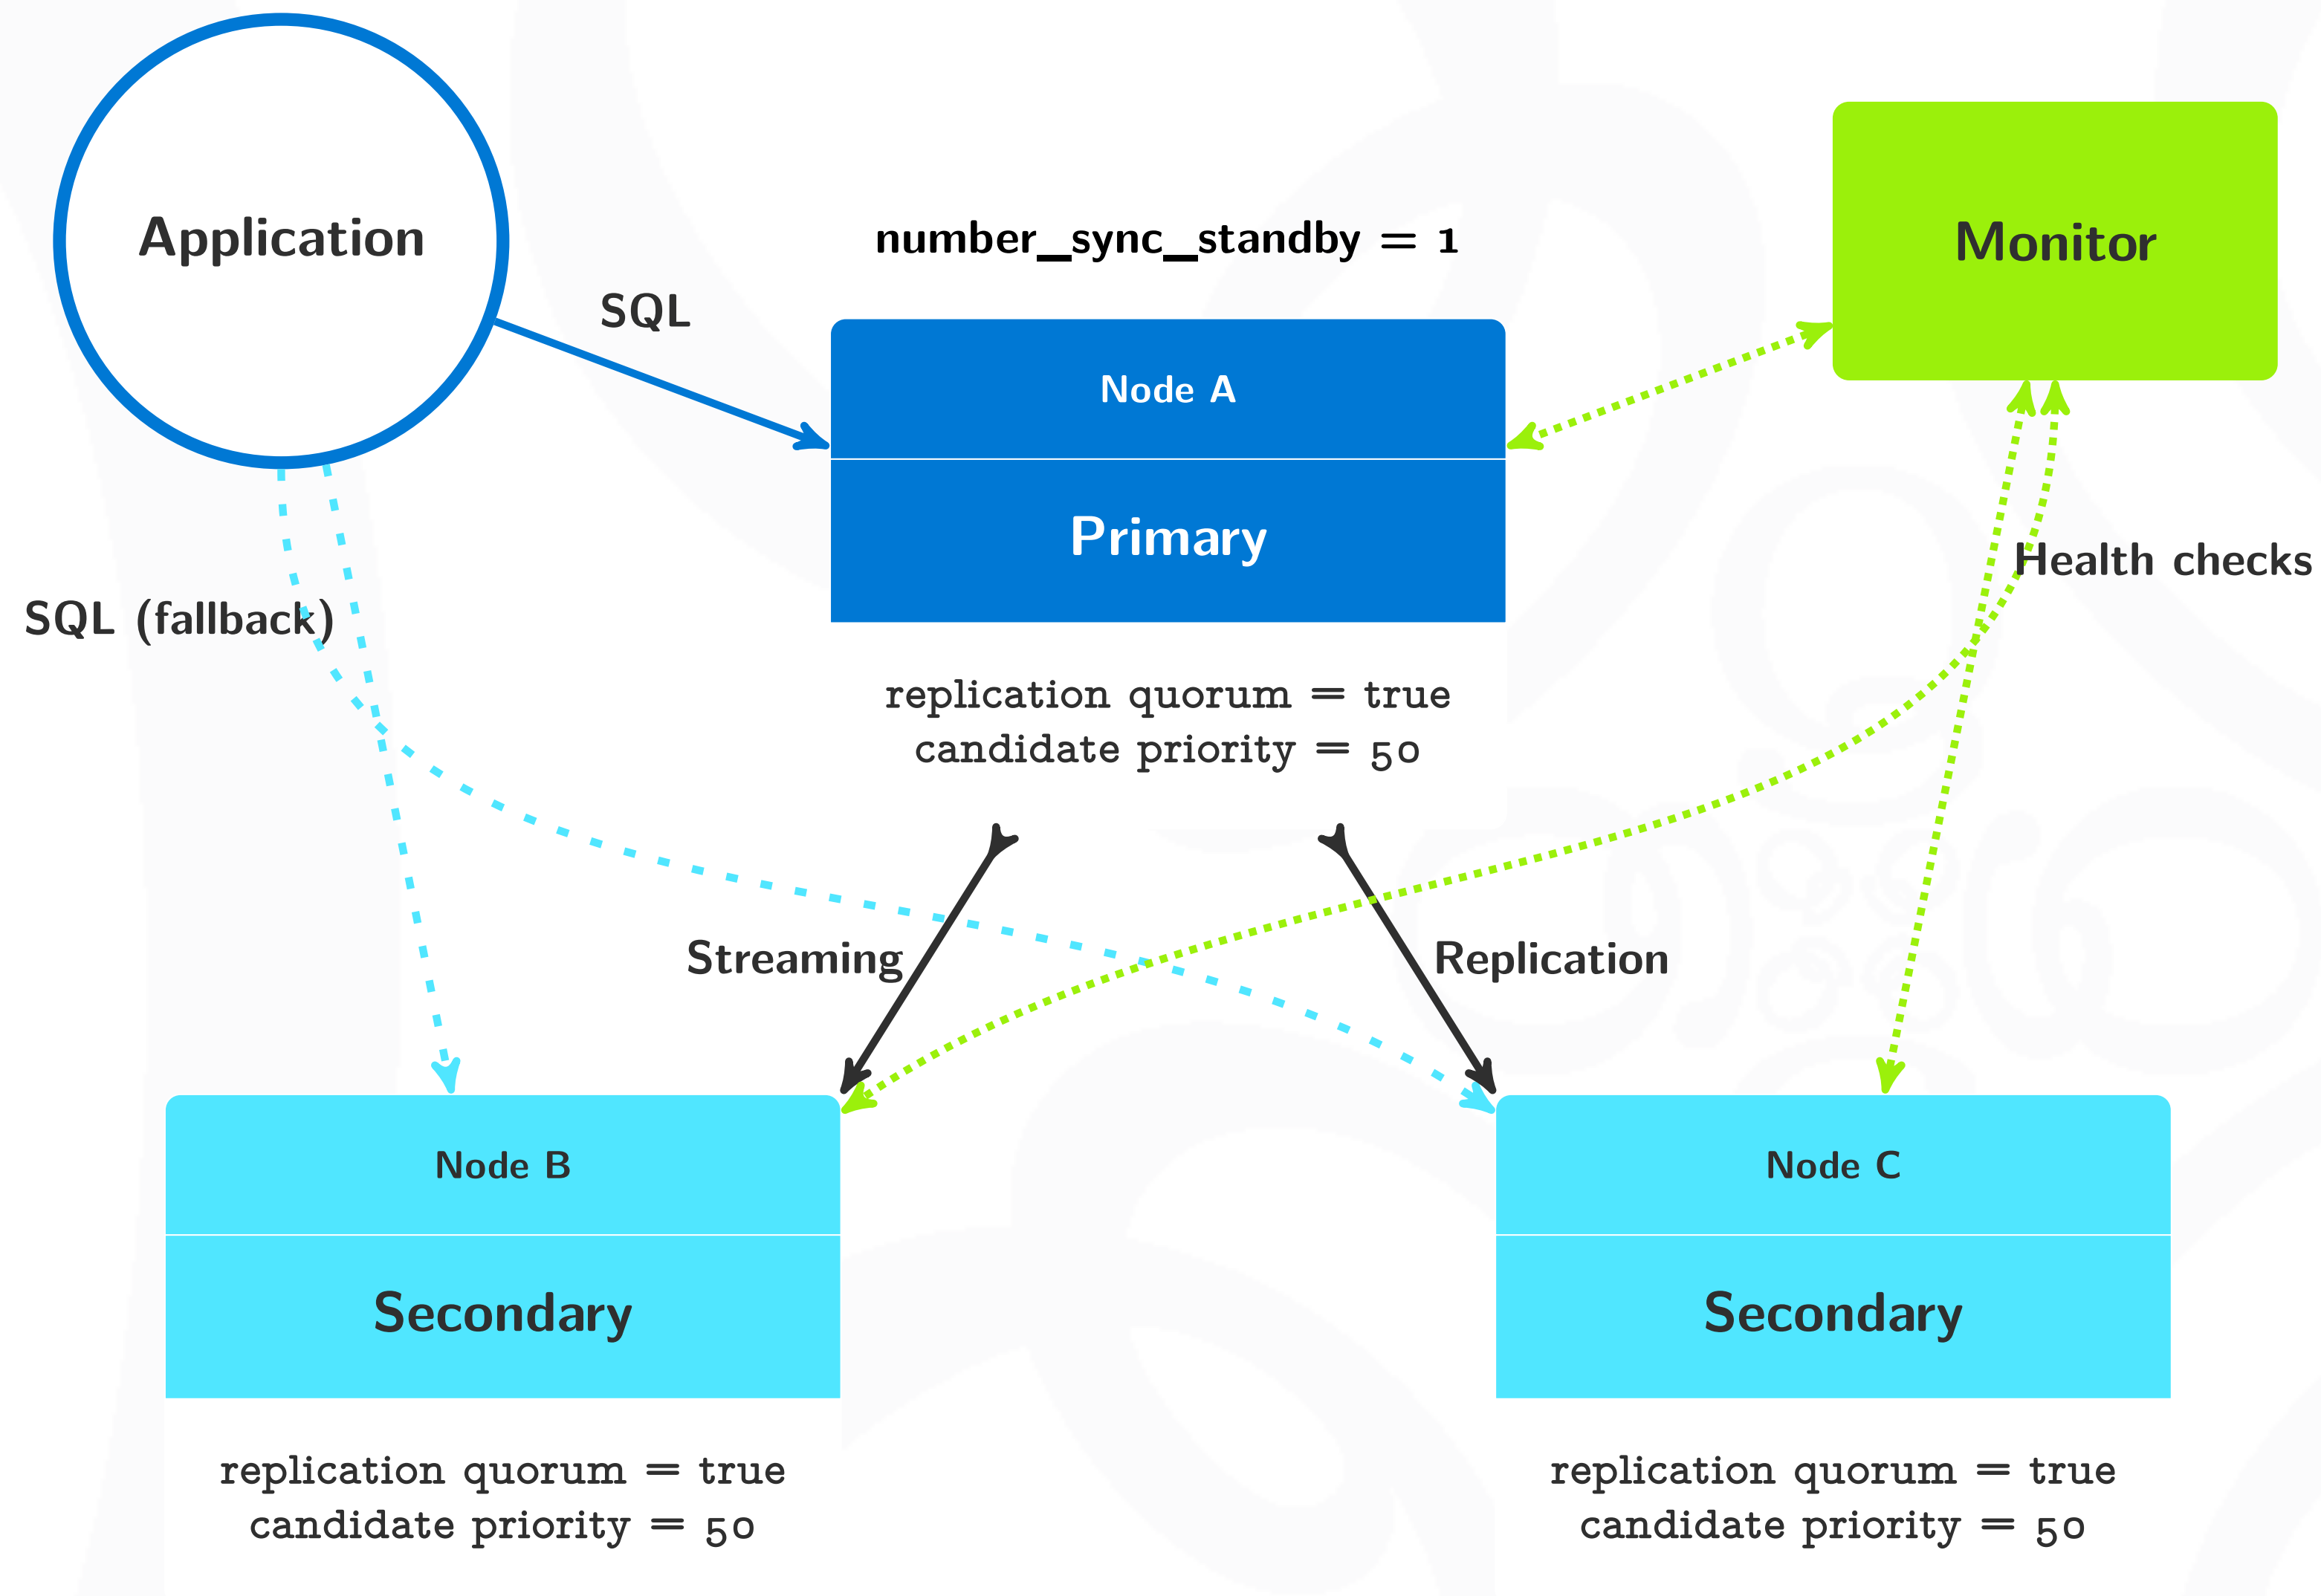 Application
number_sync_standby = 1
Monitor
SQL
Node A
Primary
Health checks
SQL (fallback)
replication quorum = true
candidate priority = 50
Streaming
Replication
Node B
Secondary
replication quorum = true
candidate priority = 50
Node C
Secondary
replication quorum = true
candidate priority = 50